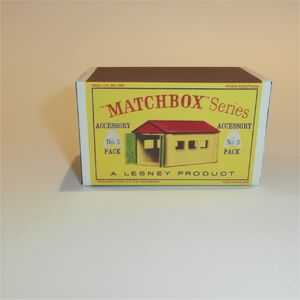 "MATCHBOX" Series
ACCESSORY ACCESSORY
No.3 No.3
PACK PACK
A LESNEY PRODUCT